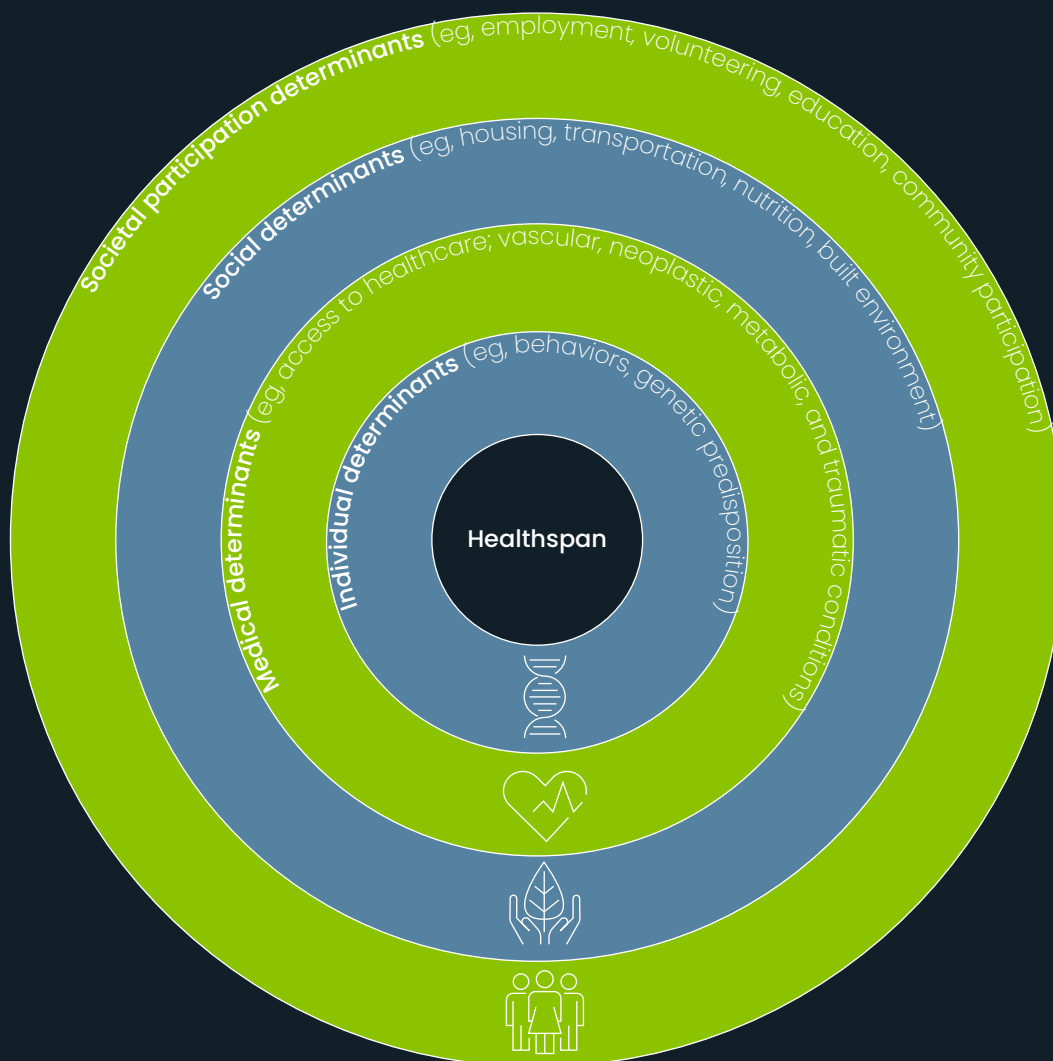 Societal participation determinants (eg, employment, volunteering, education, community participation)
Social determinants (eg, housing, transportation, nutrition, built environment)
Medical determinants (eg, access to healthcare; vascular, neoplastic, metabolic, and traumatic conditions)
Individual determinants (eg, behaviors, genetic predisposition)
Healthspan